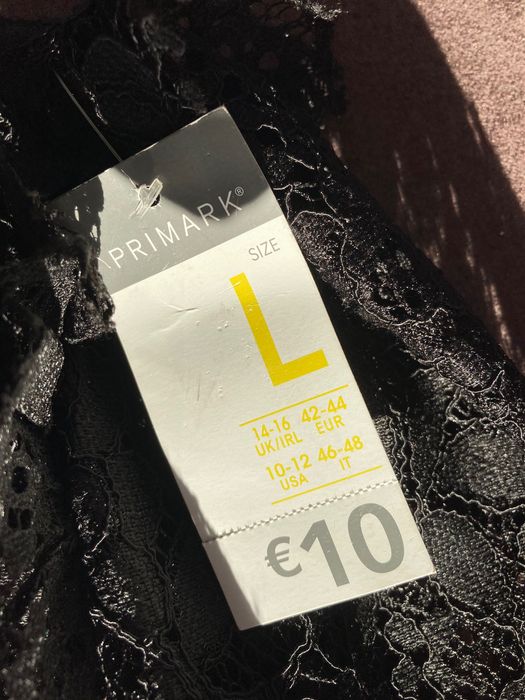 PRIMARK®
SIZE
L
14-16 42-44
UK/IRL EUR
10-12 46-48
USA IT
€10